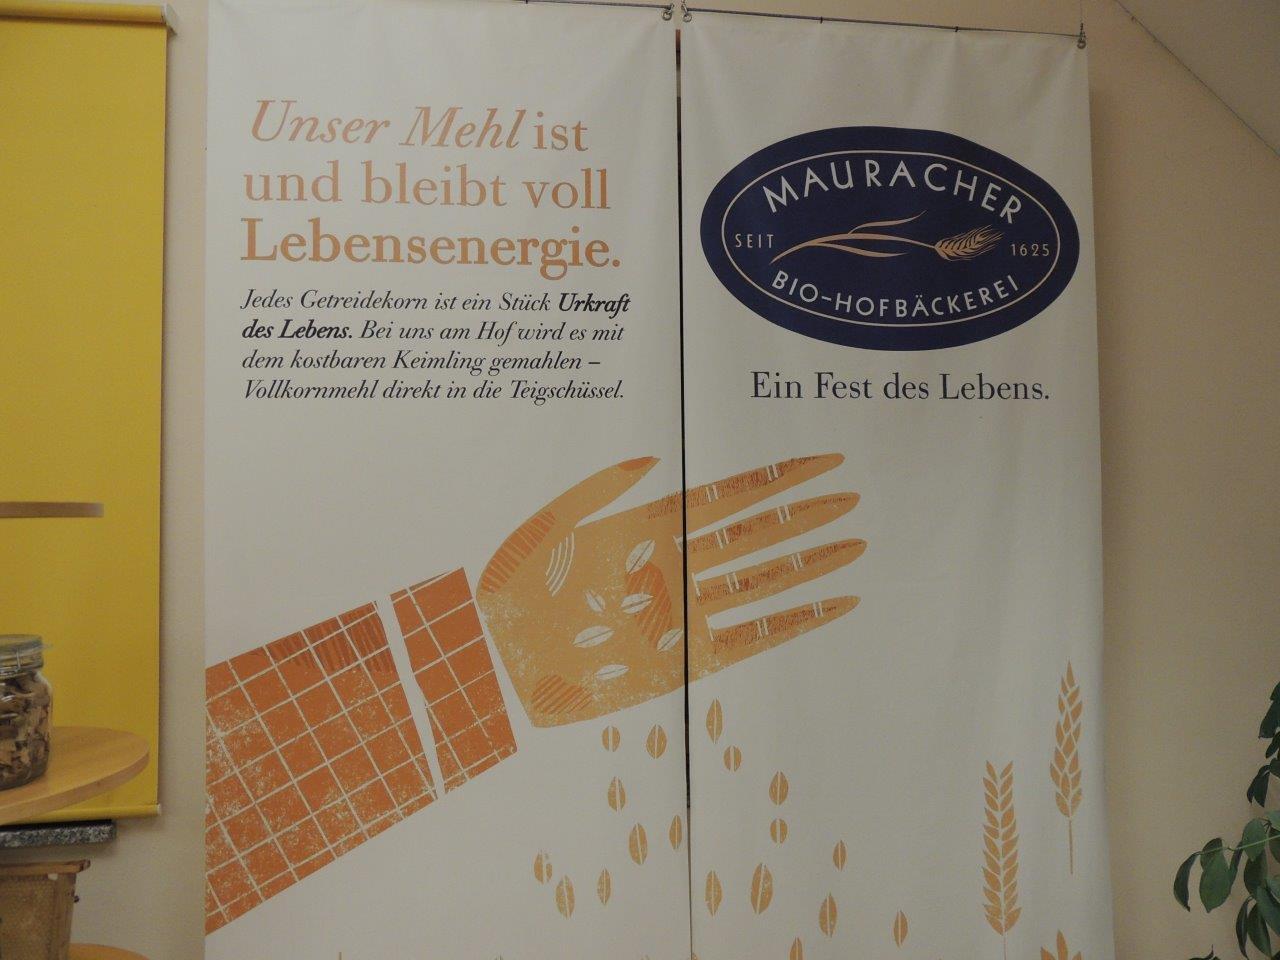 Unser Mehl ist
und bleibt voll
Lebensenergie.
Jedes Getreidekorn ist ein Stück Urkraft
des Lebens. Bei uns am Hof wird es mit
dem kostbaren Keimling gemahlen –
Vollkornmehl direkt in die Teigschüssel.
MAURACHER
SEIT 1625
BIO-HOFBÄCKEREI
Ein Fest des Lebens.